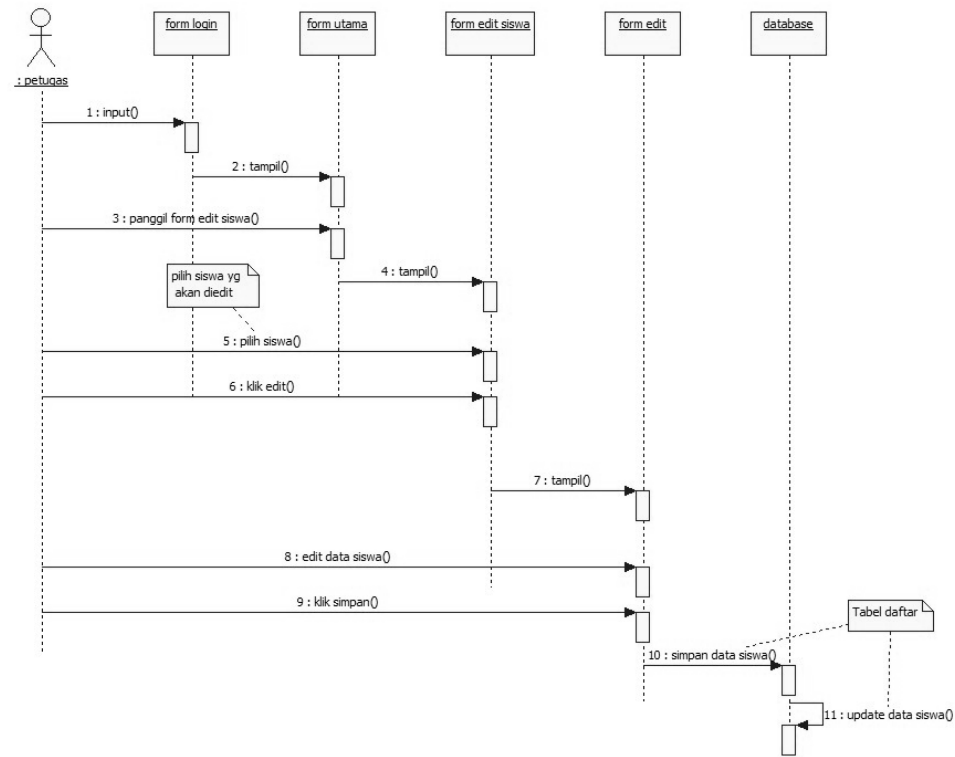 form login
form utama
form edit siswa
form edit
database
: petugas
1 : input()
2 : tampil()
3 : panggil form edit siswa()
4 : tampil()
pilih siswa yg
akan diedit
5 : pilih siswa()
6 : klik edit()
7 : tampil()
8 : edit data siswa()
9 : klik simpan()
Tabel daftar
10 : simpan data siswa()
11 : update data siswa()